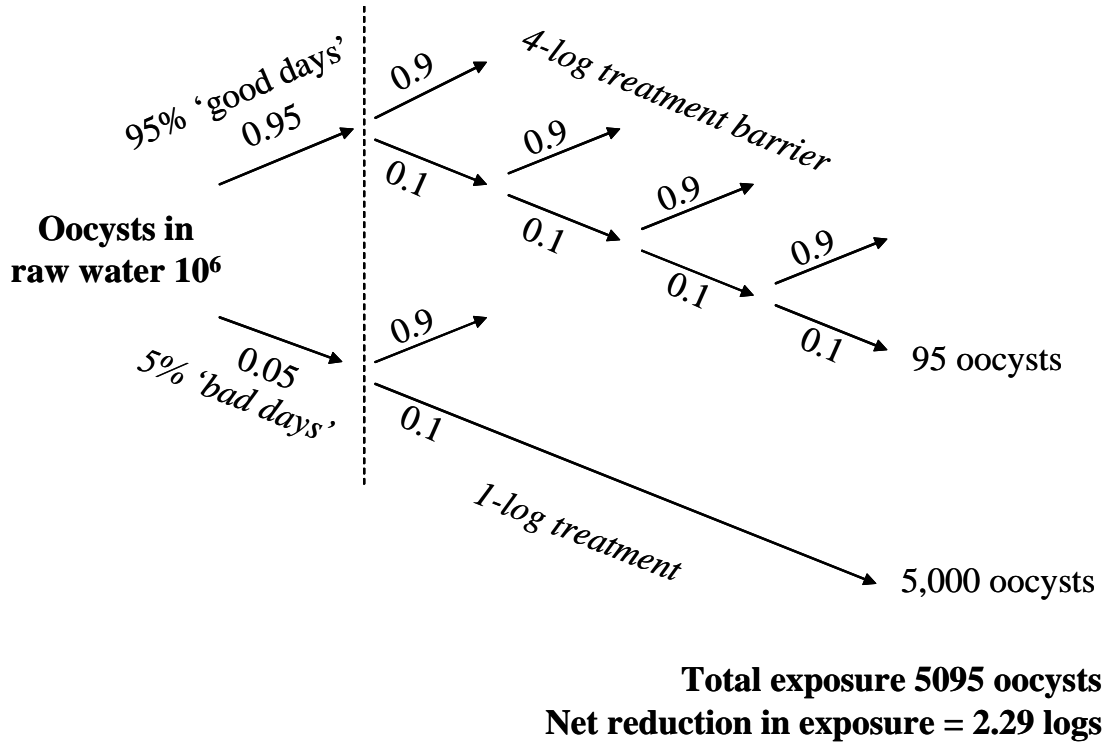 95% ‘good days’
0.95
Oocysts in
raw water 10⁶
0.05
5% ‘bad days’
4-log treatment barrier
0.9
0.1
0.9
0.1
0.9
0.1
0.9
0.1
95 oocysts
0.9
0.1
1-log treatment
5,000 oocysts
Total exposure 5095 oocysts
Net reduction in exposure = 2.29 logs